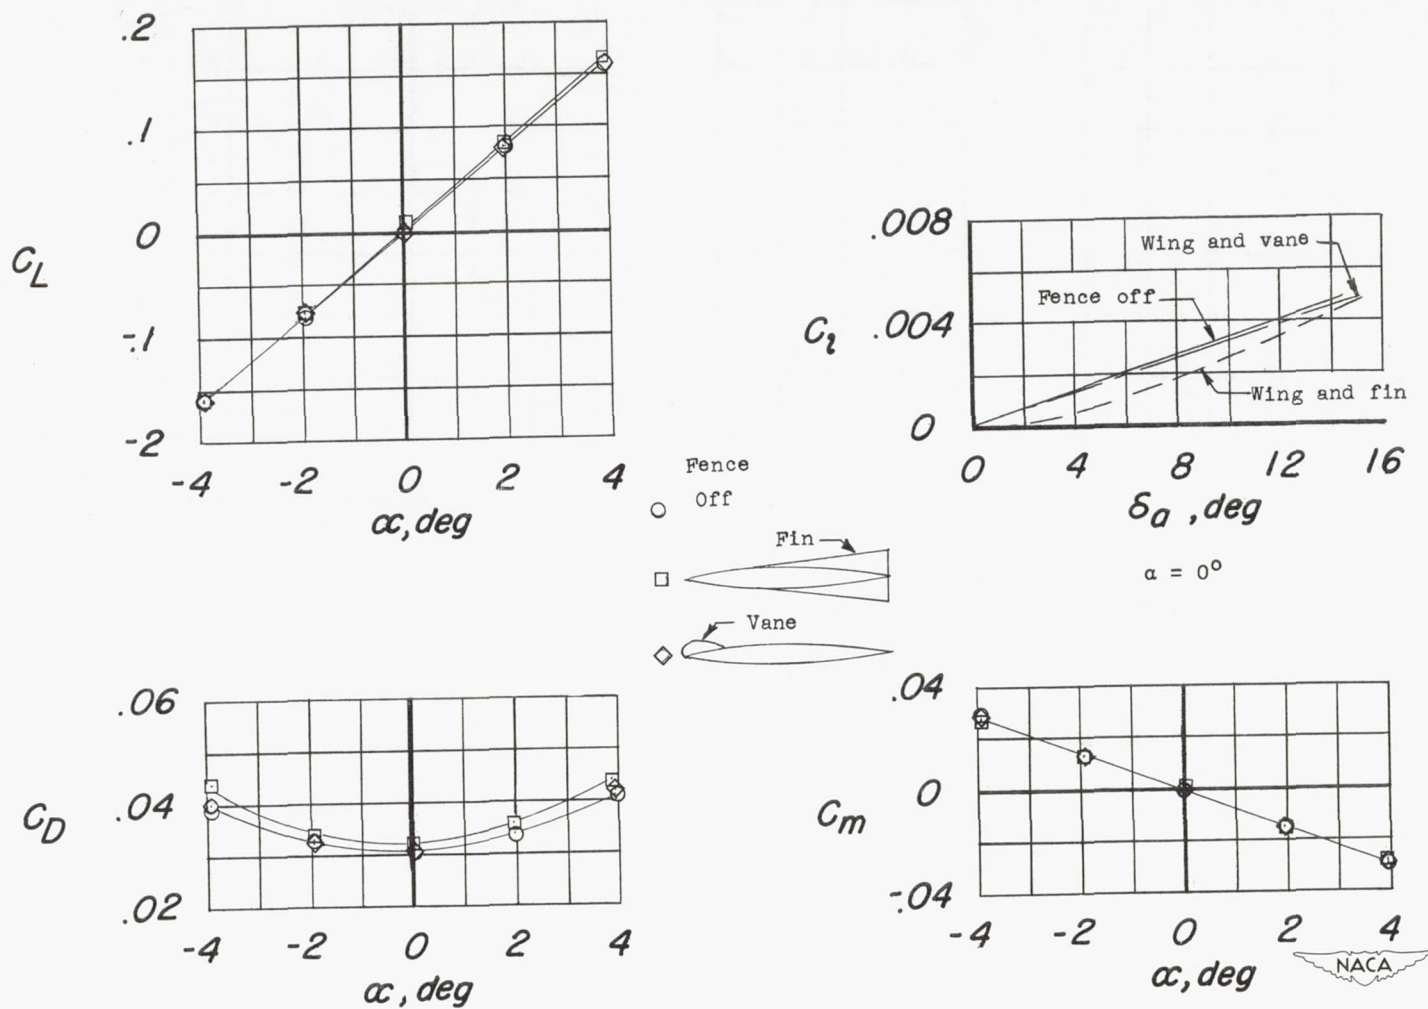 .2
.1
0
-.1
-.2
C_L
-4 -2 0 2 4
α, deg
.008
.004
0
C_l
Wing and vane
Fence off
Wing and fin
0 4 8 12 16
δ_a , deg
α = 0°
Fence
Off
Fin
Vane
.06
.04
.02
C_D
-4 -2 0 2 4
α, deg
.04
0
-.04
C_m
-4 -2 0 2 4
α, deg
NACA